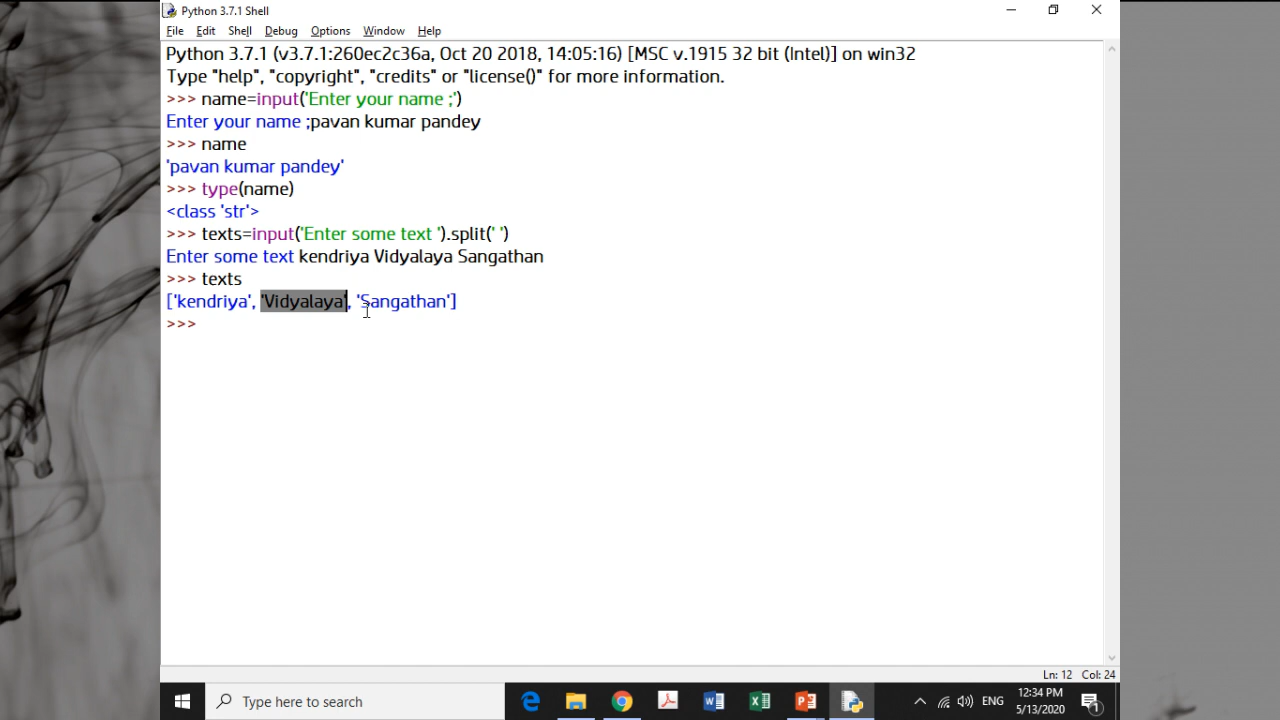 Python 3.7.1 Shell
File Edit Shell Debug Options Window Help
Python 3.7.1 (v3.7.1:260ec2c36a, Oct 20 2018, 14:05:16) [MSC v.1915 32 bit (Intel)] on win32
Type "help", "copyright", "credits" or "license()" for more information.
>>> name=input('Enter your name ;')
Enter your name ;pavan kumar pandey
>>> name
'pavan kumar pandey'
>>> type(name)
<class 'str'>
>>> texts=input('Enter some text ').split(' ')
Enter some text kendriya Vidyalaya Sangathan
>>> texts
['kendriya', 'Vidyalaya', 'Sangathan']
>>>
Ln: 12 Col: 24
Type here to search
ENG
12:34 PM
5/13/2020
1